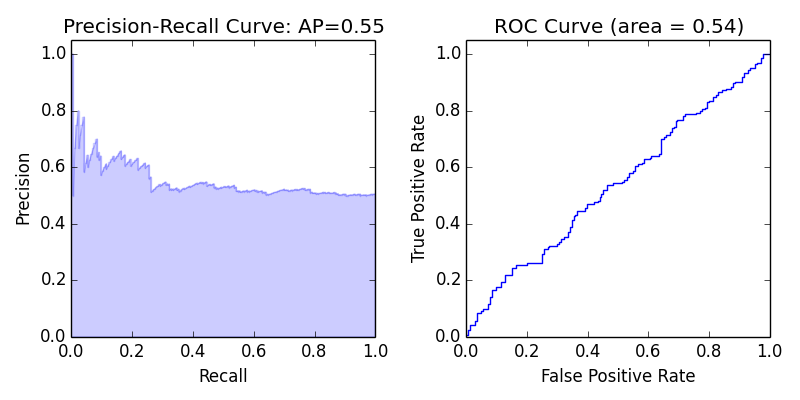 Precision-Recall Curve: AP=0.55
1.0
0.8
0.6
0.4
0.2
0.0
Precision
0.0 0.2 0.4 0.6 0.8 1.0
Recall
ROC Curve (area = 0.54)
1.0
0.8
0.6
0.4
0.2
0.0
True Positive Rate
0.0 0.2 0.4 0.6 0.8 1.0
False Positive Rate